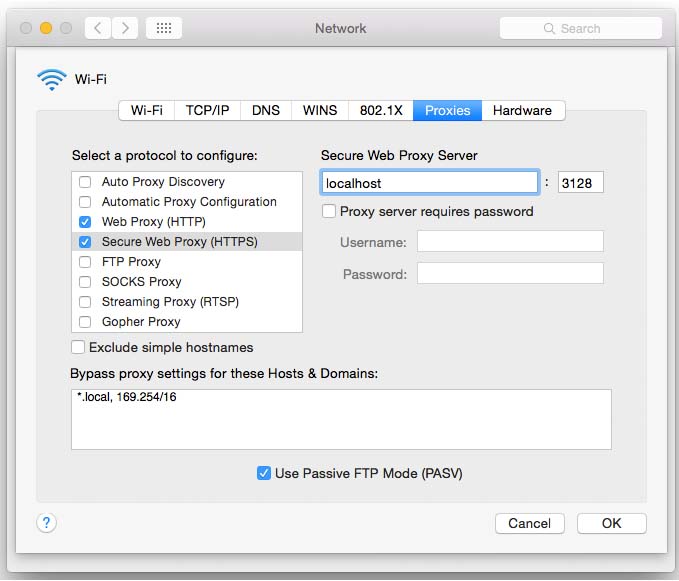 Network
Search
Wi-Fi
Wi-Fi TCP/IP DNS WINS 802.1X Proxies Hardware
Select a protocol to configure:
Auto Proxy Discovery
Automatic Proxy Configuration
Web Proxy (HTTP)
Secure Web Proxy (HTTPS)
FTP Proxy
SOCKS Proxy
Streaming Proxy (RTSP)
Gopher Proxy
Exclude simple hostnames
Secure Web Proxy Server
localhost : 3128
Proxy server requires password
Username:
Password:
Bypass proxy settings for these Hosts & Domains:
*.local, 169.254/16
Use Passive FTP Mode (PASV)
?
Cancel OK